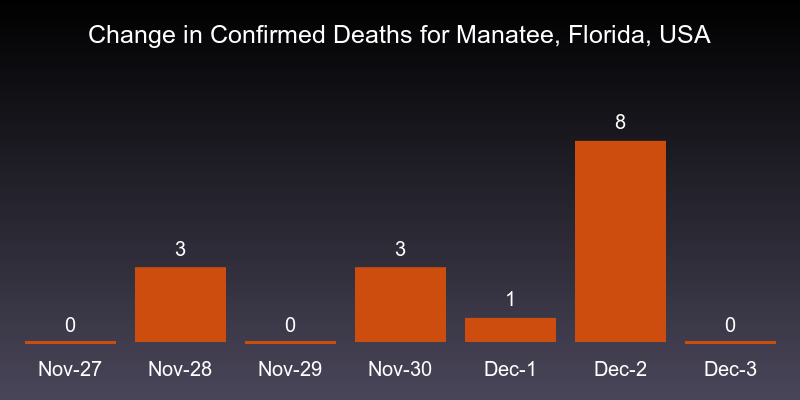 Change in Confirmed Deaths for Manatee, Florida, USA
8
3
3
1
0
0
0
Nov-27
Nov-28
Nov-29
Nov-30
Dec-1
Dec-2
Dec-3